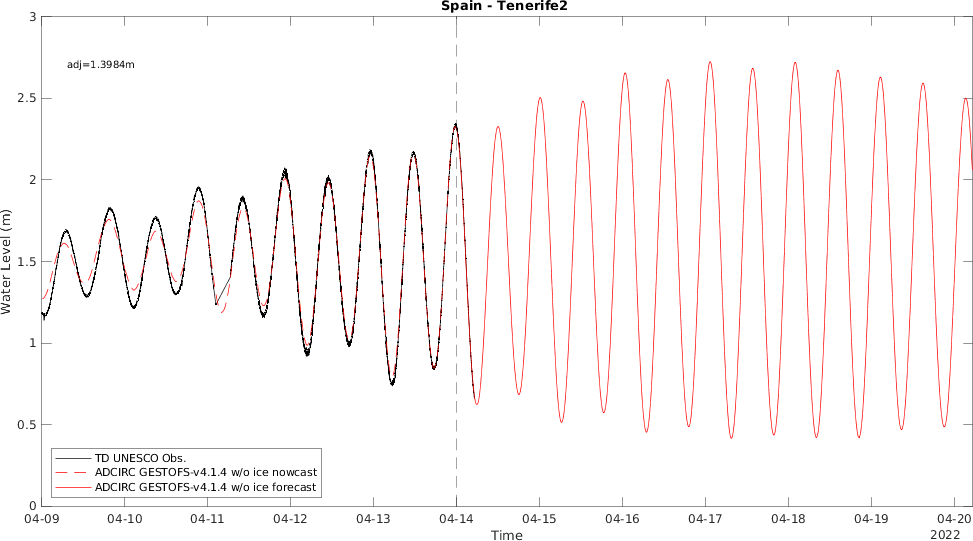 Spain - Tenerife2
adj=1.3984m
Water Level (m)
3
2.5
2
1.5
1
0.5
0
TD UNESCO Obs.
ADCIRC GESTOFS-v4.1.4 w/o ice nowcast
ADCIRC GESTOFS-v4.1.4 w/o ice forecast
04-09 04-10 04-11 04-12 04-13 04-14 04-15 04-16 04-17 04-18 04-19 04-20
Time
2022